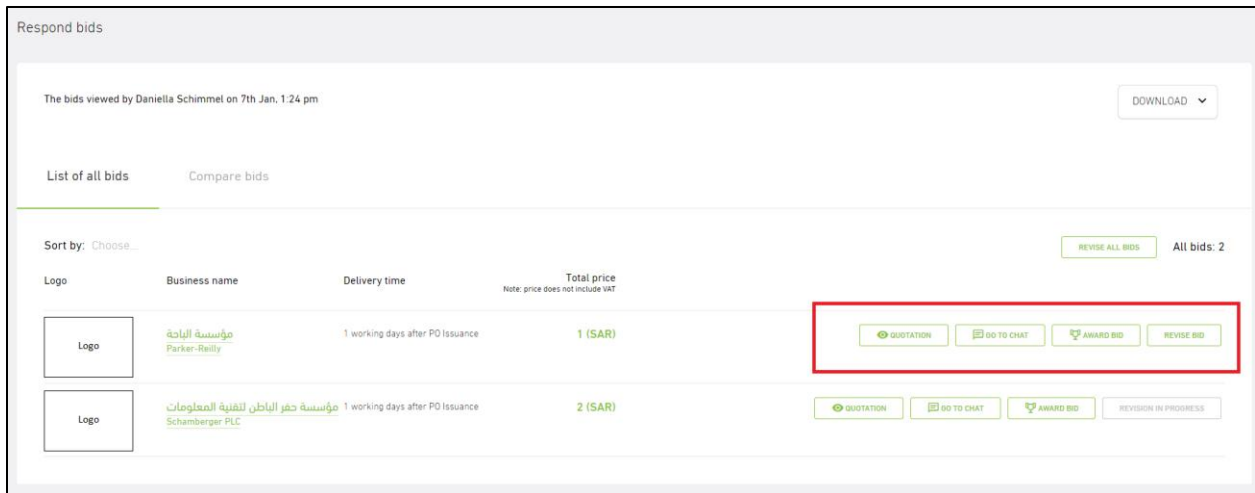 Respond bids
The bids viewed by Daniella Schimmel on 7th Jan, 1:24 pm
DOWNLOAD
List of all bids
Compare bids
Sort by: Choose...
REVISE ALL BIDS
All bids: 2
Logo
Business name
Delivery time
Total price
Note: price does not include VAT
Logo
مؤسسة الباحة
Parker-Reilly
1 working days after PO Issuance
1 (SAR)
QUOTATION
GO TO CHAT
AWARD BID
REVISE BID
Logo
مؤسسة حفر الباطن لتقنية المعلومات
Schamberger PLC
1 working days after PO Issuance
2 (SAR)
QUOTATION
GO TO CHAT
AWARD BID
REVISION IN PROGRESS